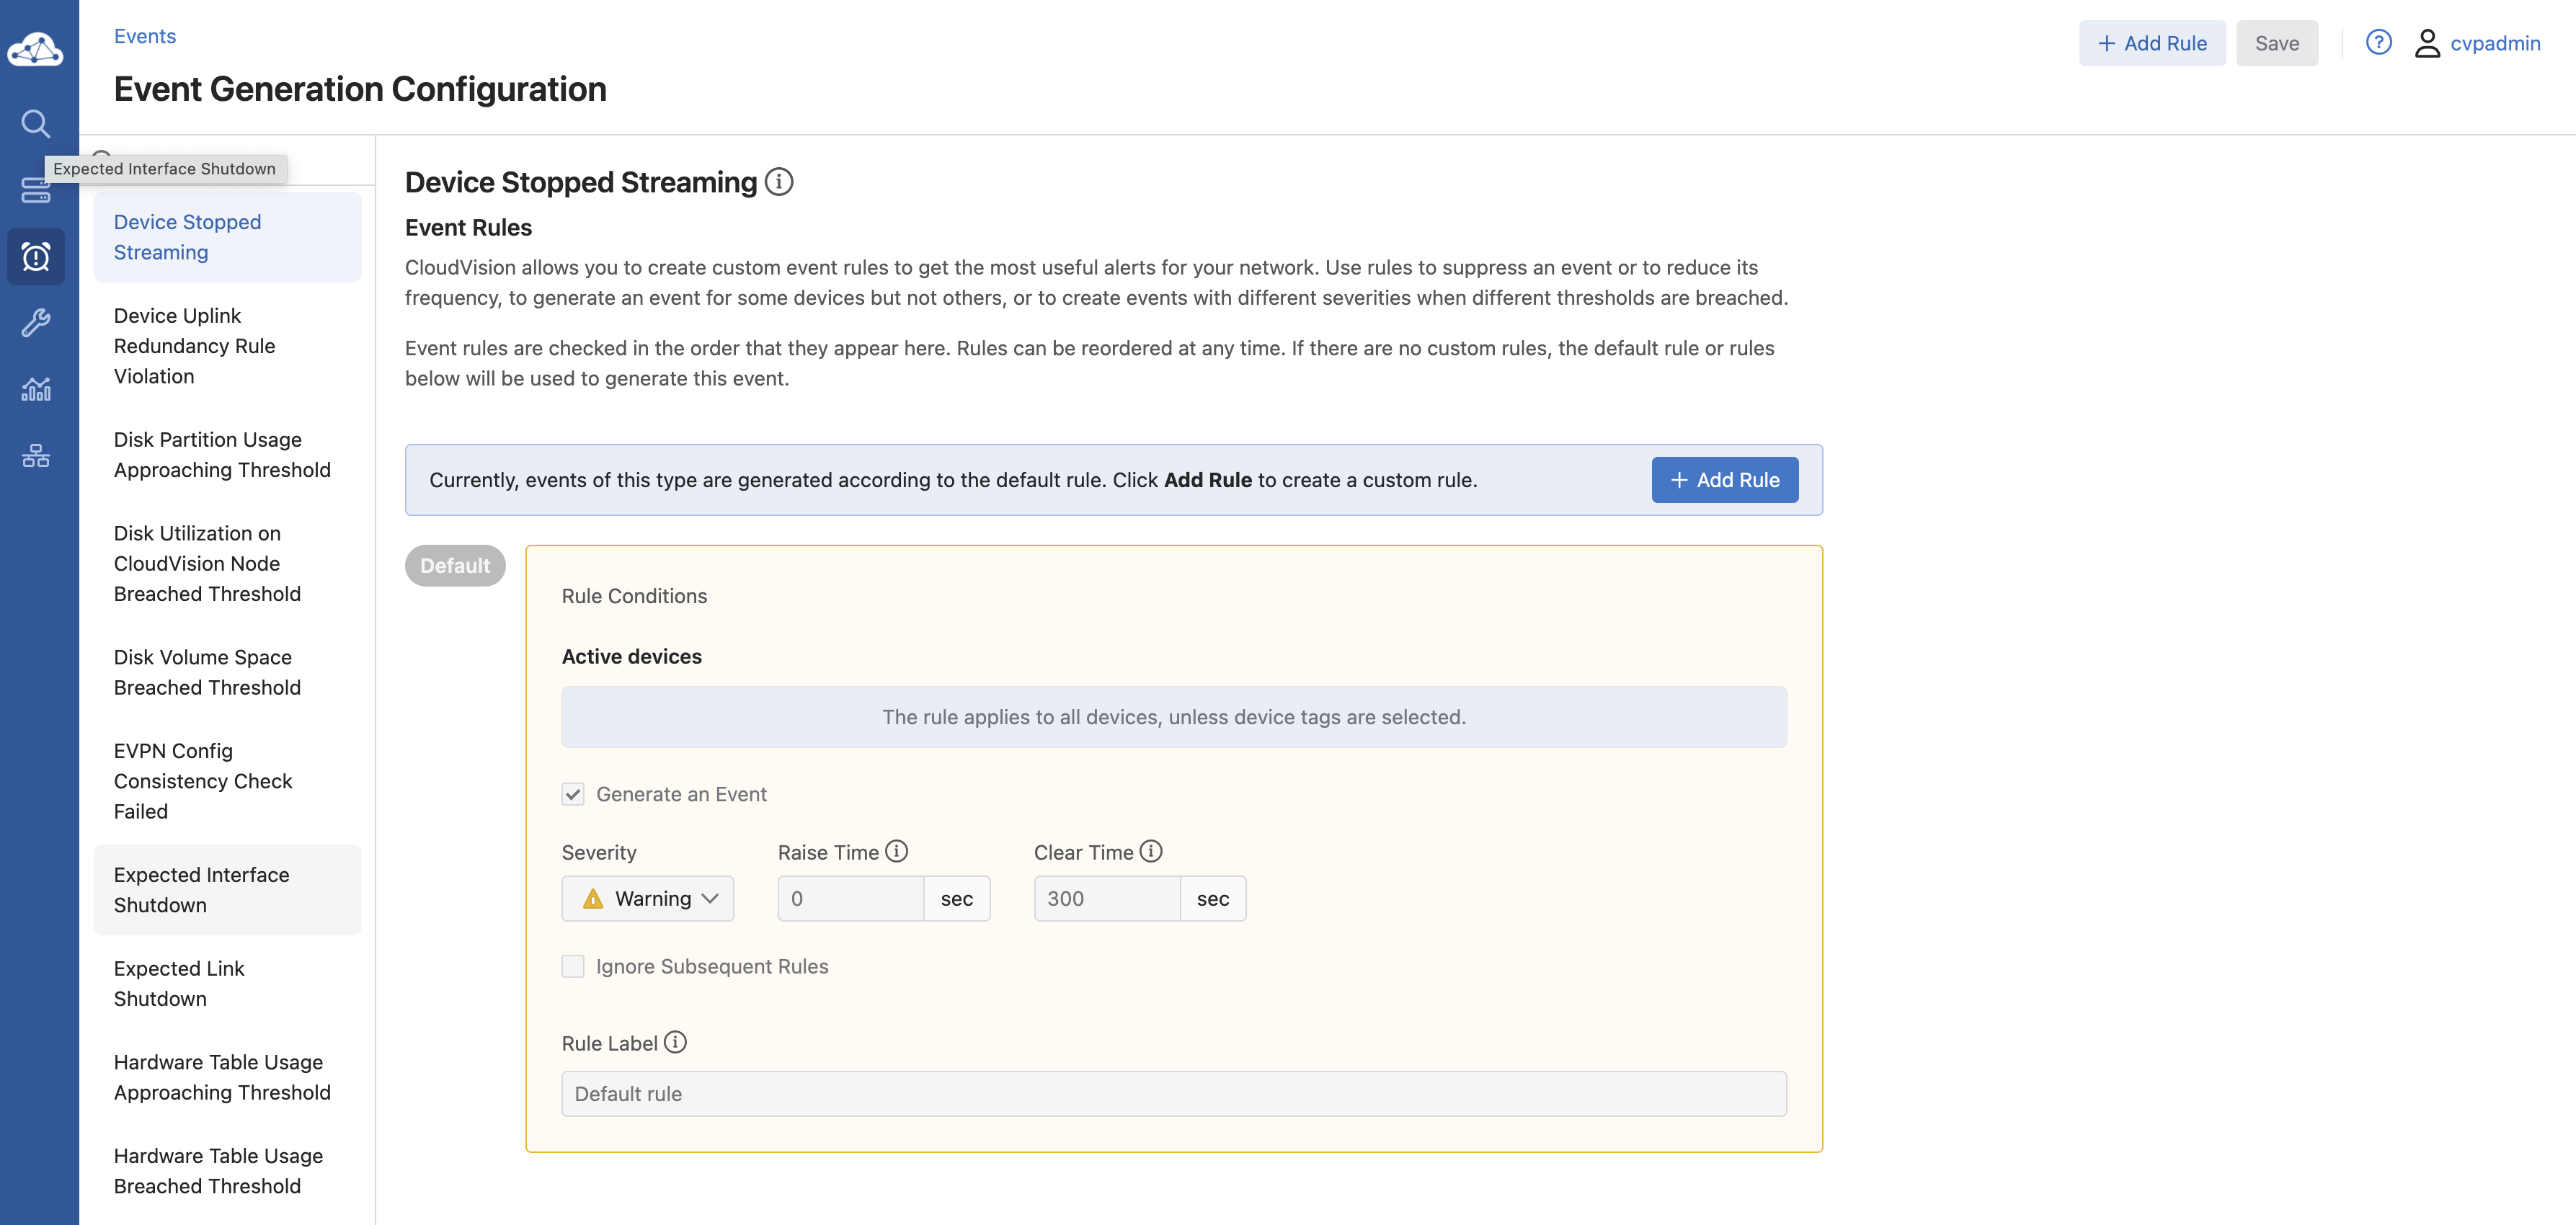 Events
Event Generation Configuration
+ Add Rule
Save
?
cvpadmin
Expected Interface Shutdown
Device Stopped
Streaming
Device Uplink
Redundancy Rule
Violation
Disk Partition Usage
Approaching Threshold
Disk Utilization on
CloudVision Node
Breached Threshold
Disk Volume Space
Breached Threshold
EVPN Config
Consistency Check
Failed
Expected Interface
Shutdown
Expected Link
Shutdown
Hardware Table Usage
Approaching Threshold
Hardware Table Usage
Breached Threshold
Device Stopped Streaming
Event Rules
CloudVision allows you to create custom event rules to get the most useful alerts for your network. Use rules to suppress an event or to reduce its
frequency, to generate an event for some devices but not others, or to create events with different severities when different thresholds are breached.
Event rules are checked in the order that they appear here. Rules can be reordered at any time. If there are no custom rules, the default rule or rules
below will be used to generate this event.
Currently, events of this type are generated according to the default rule. Click Add Rule to create a custom rule.
+ Add Rule
Default
Rule Conditions
Active devices
The rule applies to all devices, unless device tags are selected.
Generate an Event
Severity
Raise Time
Clear Time
Warning
0 sec
300 sec
Ignore Subsequent Rules
Rule Label
Default rule